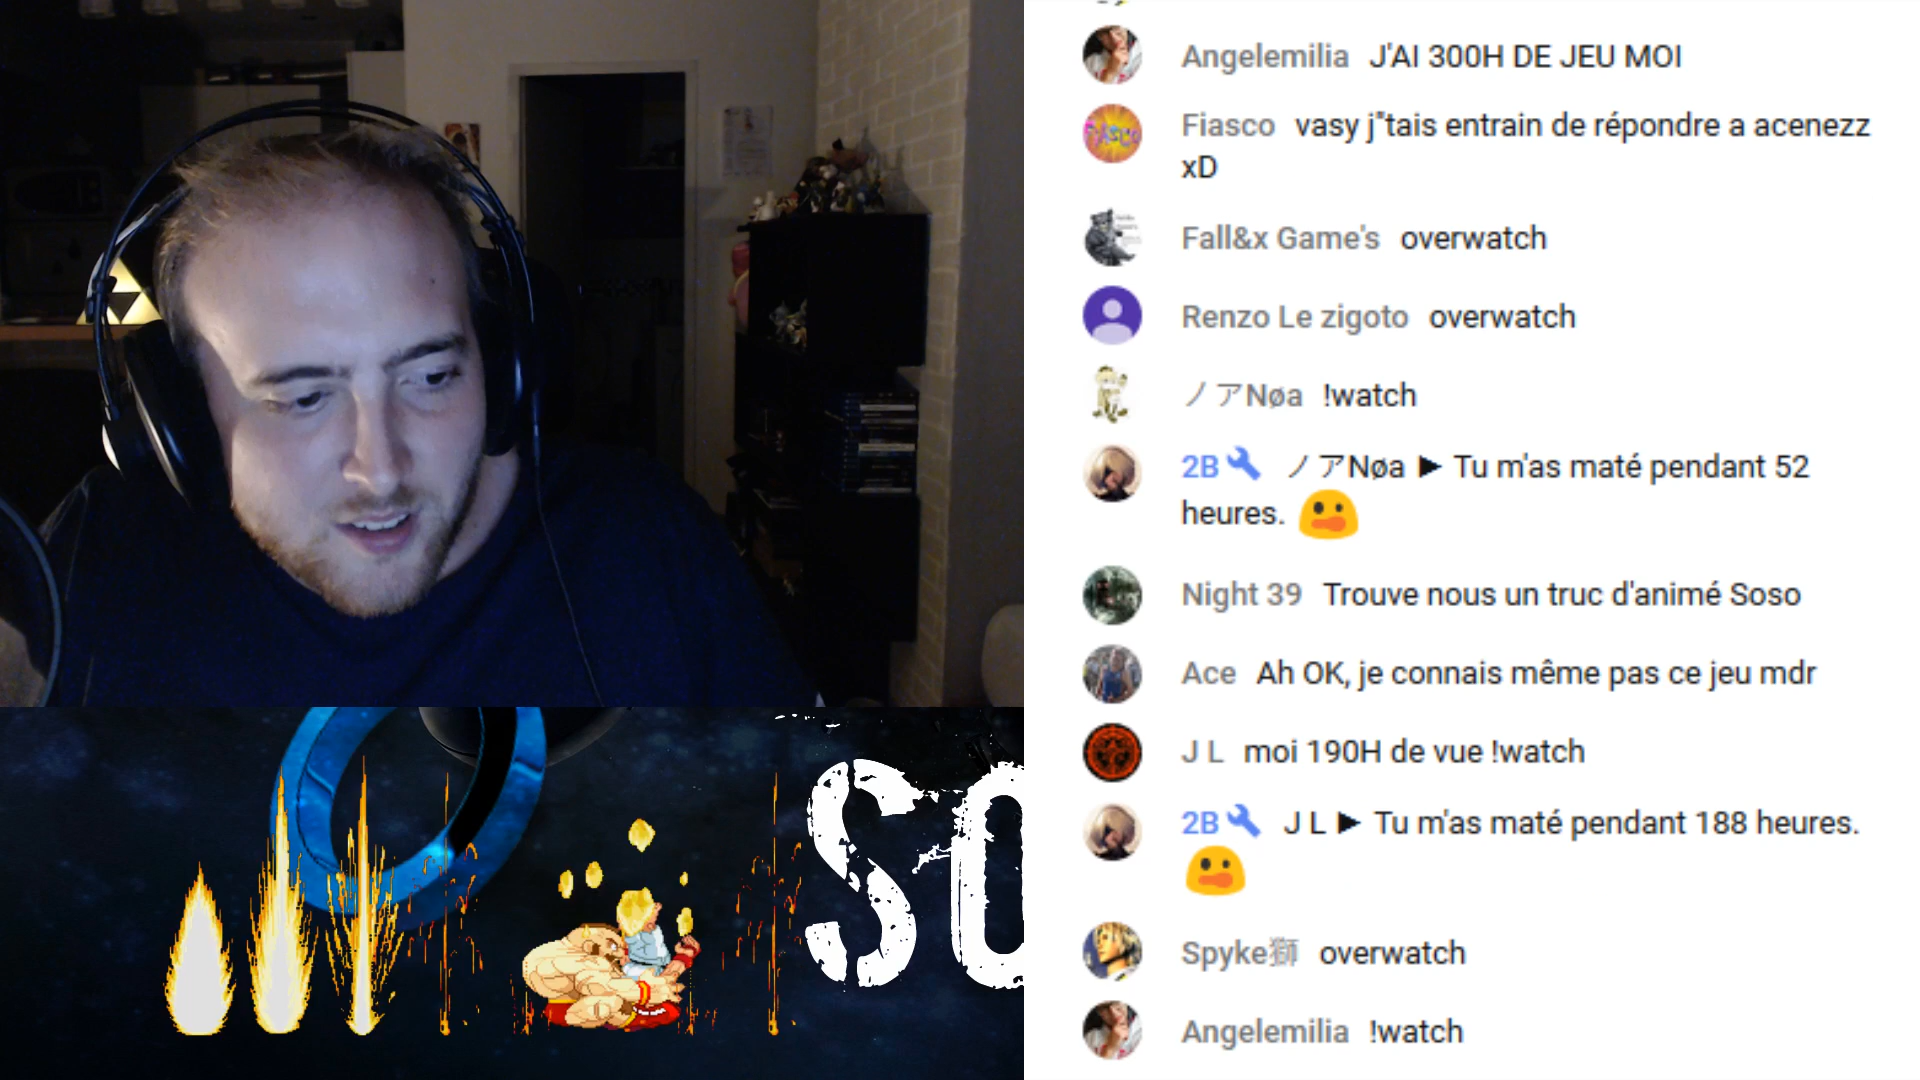 Angelemilia J'AI 300H DE JEU MOI
Fiasco vasy j"tais entrain de répondre a acenezz
xD
Fall&x Game's overwatch
Renzo Le zigoto overwatch
ノアNøa !watch
2B ノアNøa ► Tu m'as maté pendant 52
heures.
Night 39 Trouve nous un truc d'animé Soso
Ace Ah OK, je connais même pas ce jeu mdr
J L moi 190H de vue !watch
2B J L ► Tu m'as maté pendant 188 heures.
Spyke獅 overwatch
Angelemilia !watch
SO